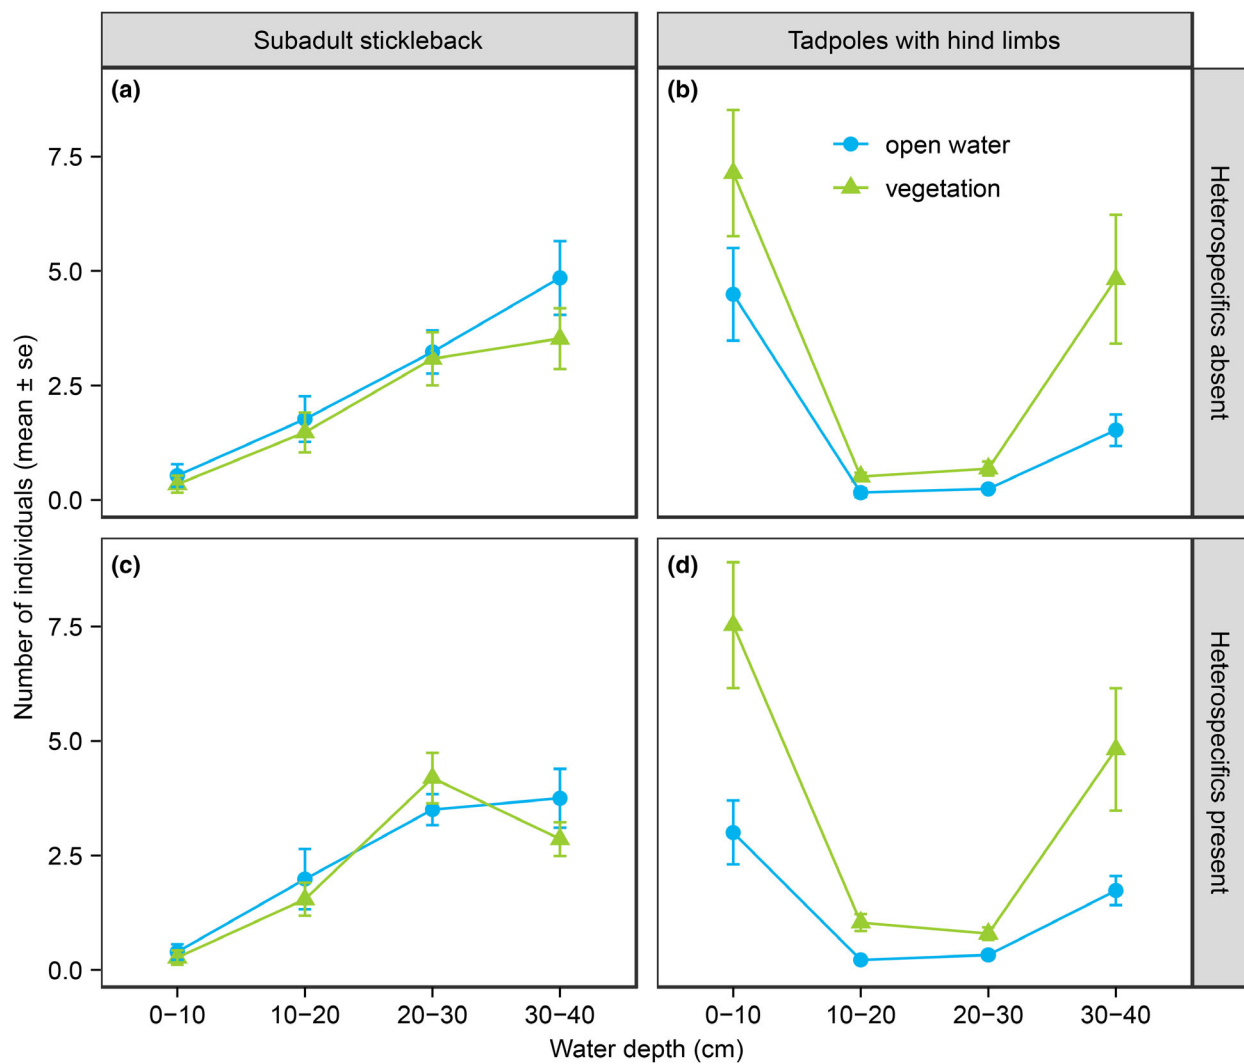 Subadult stickleback
Tadpoles with hind limbs
(a)
(b)
open water
vegetation
7.5
5.0
2.5
0.0
Heterospecifics absent
Number of individuals (mean ± se)
(c)
(d)
7.5
5.0
2.5
0.0
Heterospecifics present
0−10
10−20
20−30
30−40
0−10
10−20
20−30
30−40
Water depth (cm)